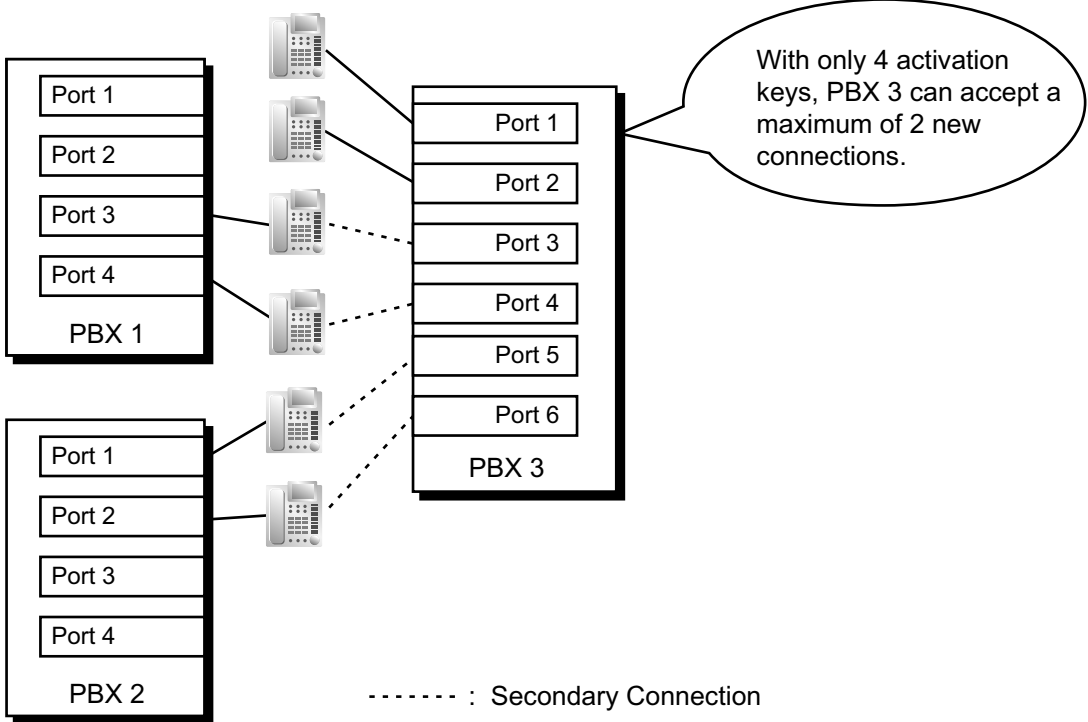 Port 1
Port 2
Port 3
Port 4
PBX 1
Port 1
Port 2
Port 3
Port 4
PBX 2
Port 1
Port 2
Port 3
Port 4
Port 5
Port 6
PBX 3
With only 4 activation
keys, PBX 3 can accept a
maximum of 2 new
connections.
: Secondary Connection